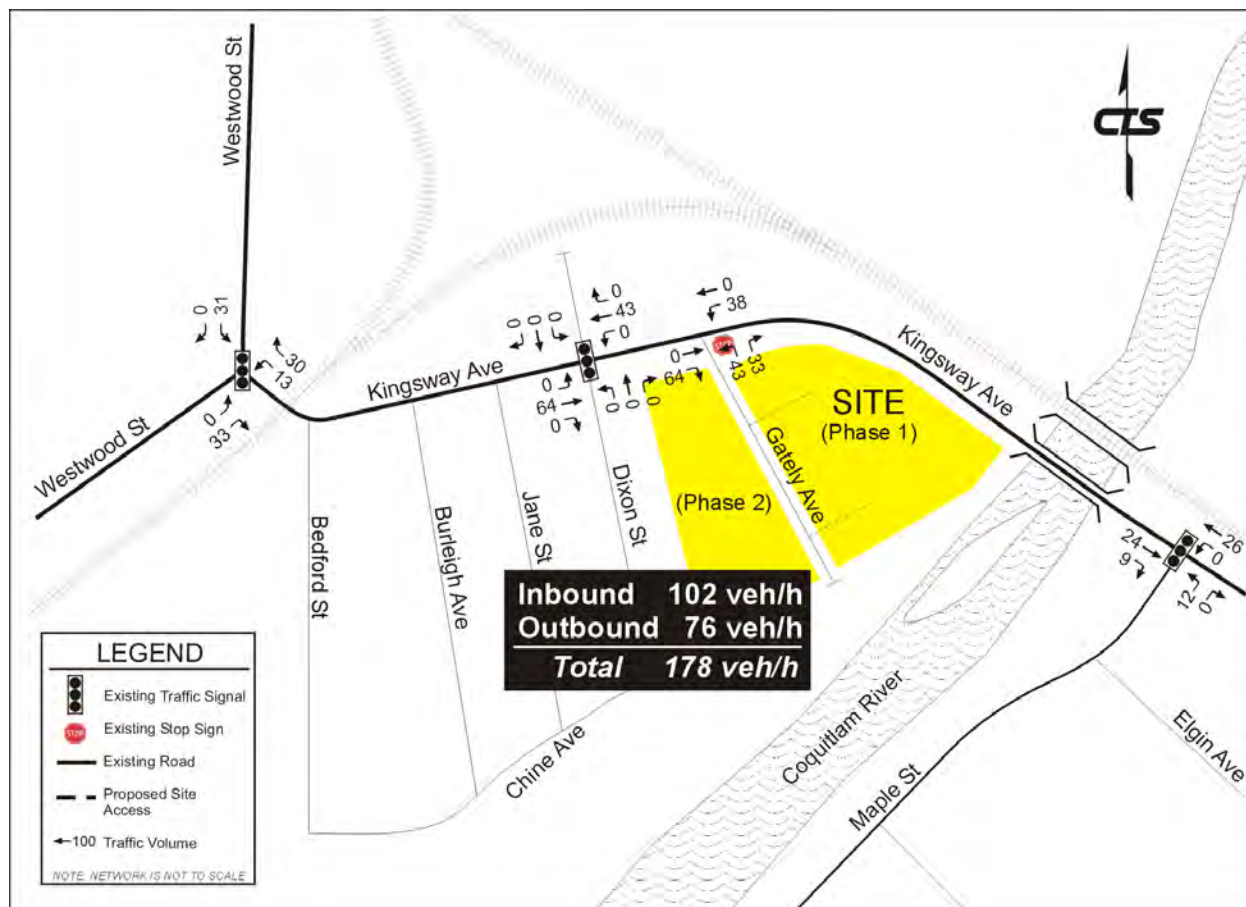 Westwood St
CTS
0
31
30
13
0
33
Westwood St
Kingsway Ave
0
0
0
0
43
0
0
64
0
0
0
0
0
38
0
64
STOP
43
33
Kingsway Ave
SITE
(Phase 1)
(Phase 2)
Gately Ave
Bedford St
Burleigh Ave
Jane St
Dixon St
Chine Ave
24
9
26
0
12
0
Inbound 102 veh/h
Outbound 76 veh/h
Total 178 veh/h
Coquitlam River
Maple St
Elgin Ave
LEGEND
Existing Traffic Signal
STOP Existing Stop Sign
Existing Road
Proposed Site
Access
100 Traffic Volume
NOTE: NETWORK IS NOT TO SCALE